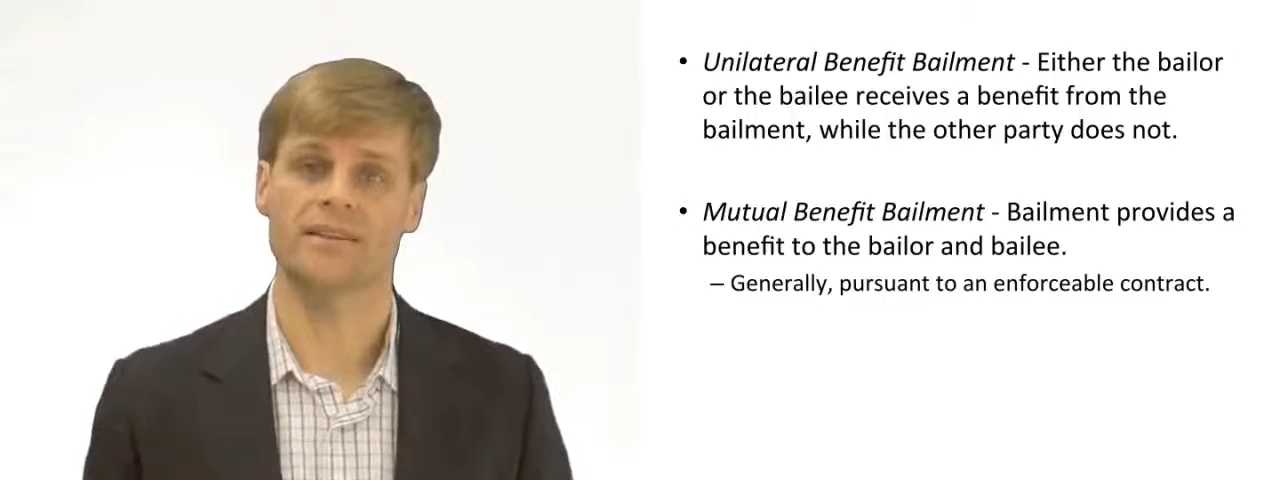 • Unilateral Benefit Bailment - Either the bailor
or the bailee receives a benefit from the
bailment, while the other party does not.
• Mutual Benefit Bailment - Bailment provides a
benefit to the bailor and bailee.
– Generally, pursuant to an enforceable contract.